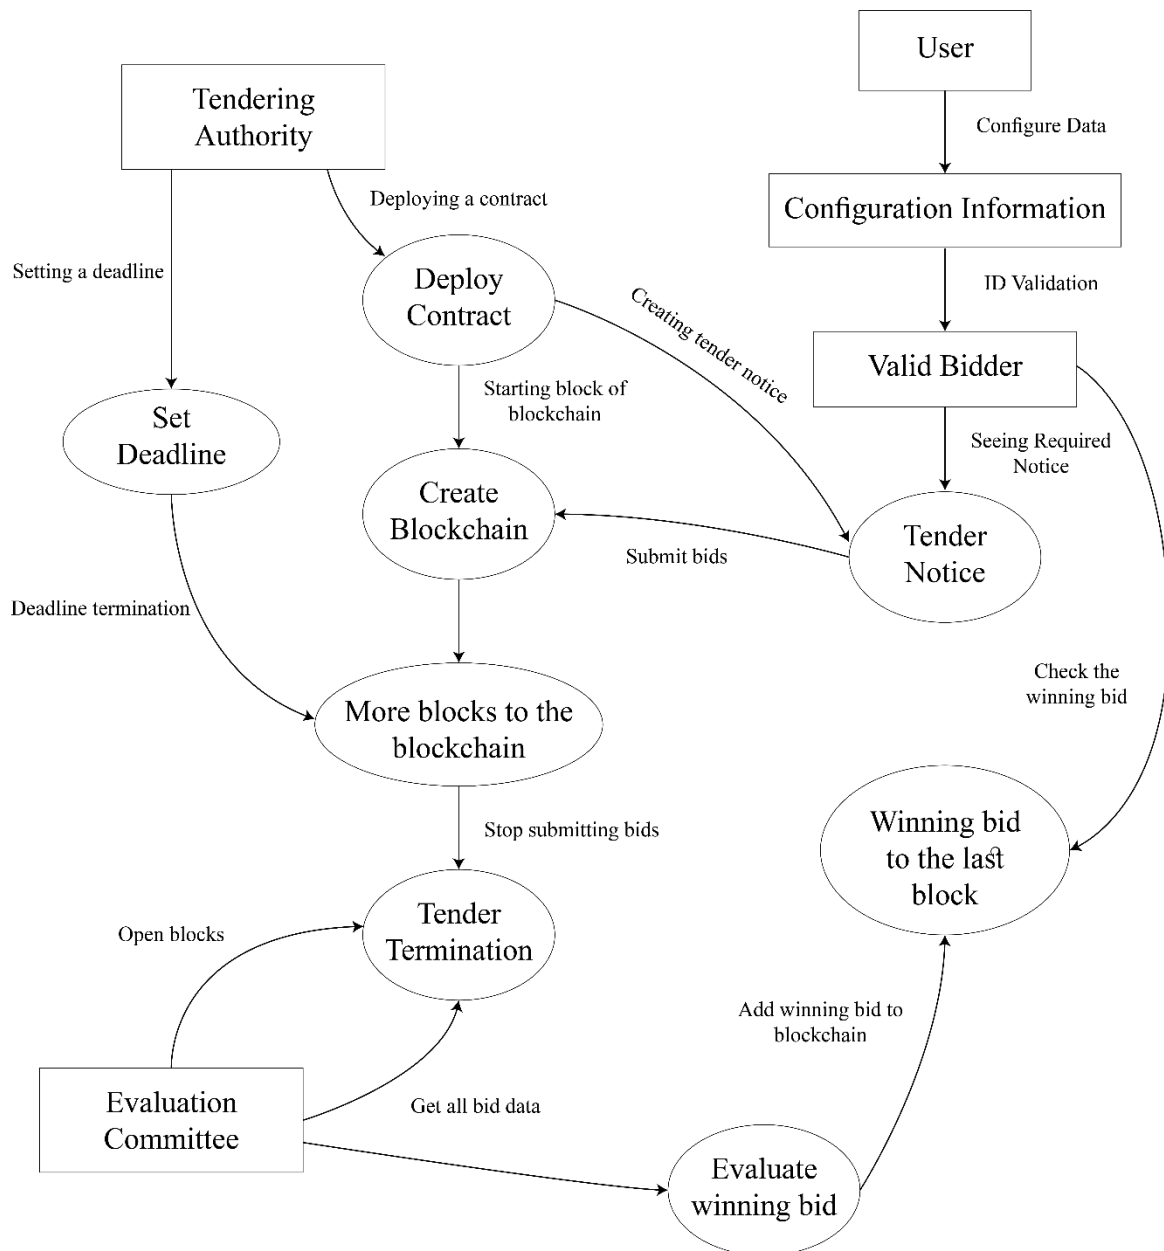 User
Tendering
Authority
Configure Data
Deploying a contract
Configuration Information
Setting a deadline
Deploy
Contract
ID Validation
Creating tender notice
Valid Bidder
Starting block of
blockchain
Set
Deadline
Seeing Required
Notice
Create
Blockchain
Tender
Notice
Submit bids
Deadline termination
Check the
winning bid
More blocks to the
blockchain
Stop submitting bids
Winning bid
to the last
block
Open blocks
Tender
Termination
Add winning bid to
blockchain
Evaluation
Committee
Get all bid data
Evaluate
winning bid